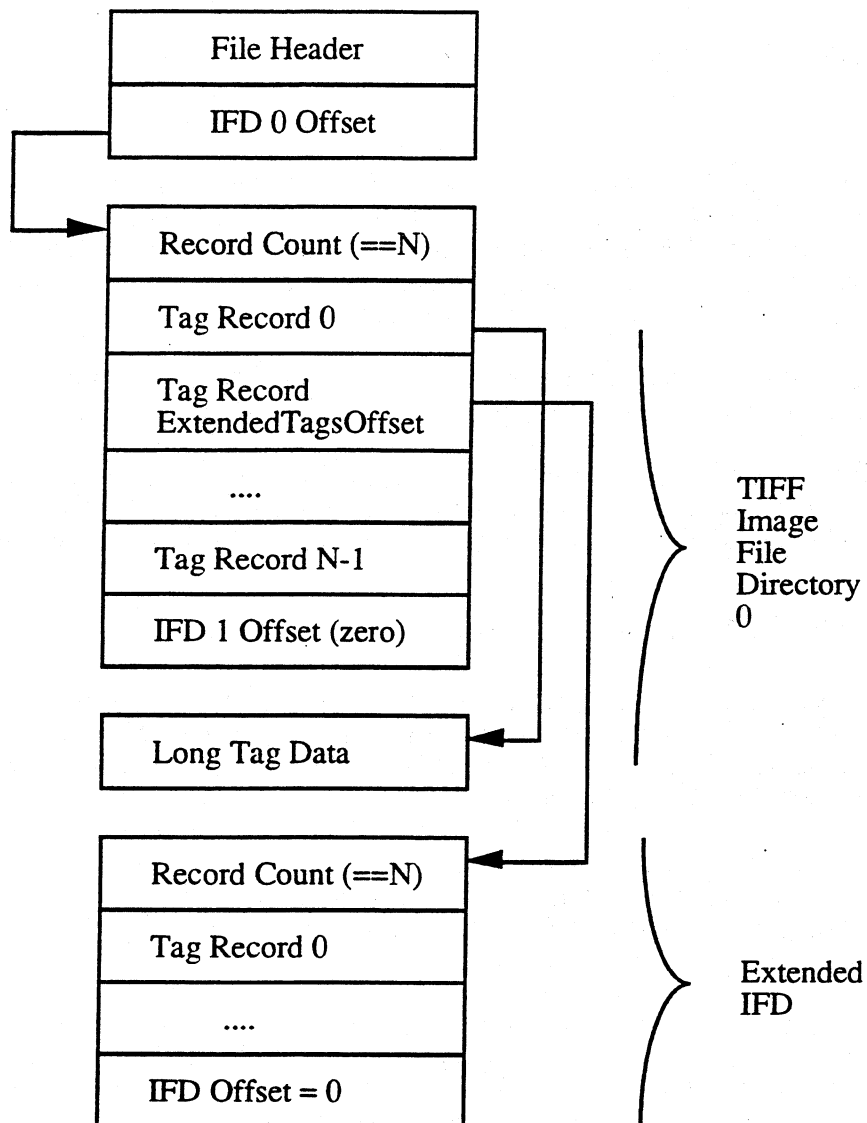 File Header
IFD 0 Offset
Record Count (==N)
Tag Record 0
Tag Record
ExtendedTagsOffset
....
Tag Record N-1
IFD 1 Offset (zero)
TIFF
Image
File
Directory
0
Long Tag Data
Record Count (==N)
Tag Record 0
....
IFD Offset = 0
Extended
IFD